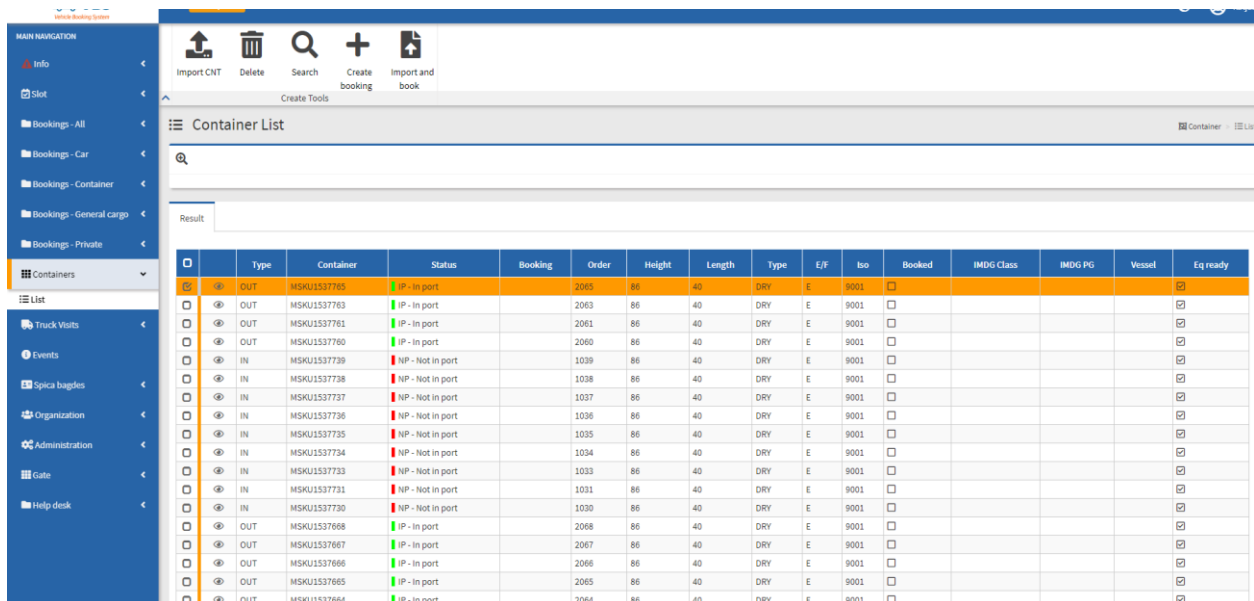 Vehicle Booking System
MAIN NAVIGATION
Info
Slot
Bookings - All
Bookings - Car
Bookings - Container
Bookings - General cargo
Bookings - Private
Containers
List
Truck Visits
Events
Spica bagdes
Organization
Administration
Gate
Help desk
Import CNT Delete Search Create booking Import and book
Create Tools
Container List
Container List
Result
Type Container Status Booking Order Height Length Type E/F Iso Booked IMDG Class IMDG PG Vessel Eq ready
OUT MSKU1537765 IP - In port 2065 86 40 DRY E 9001
OUT MSKU1537763 IP - In port 2063 86 40 DRY E 9001
OUT MSKU1537761 IP - In port 2061 86 40 DRY E 9001
OUT MSKU1537760 IP - In port 2060 86 40 DRY E 9001
IN MSKU1537739 NP - Not in port 1039 86 40 DRY E 9001
IN MSKU1537738 NP - Not in port 1038 86 40 DRY E 9001
IN MSKU1537737 NP - Not in port 1037 86 40 DRY E 9001
IN MSKU1537736 NP - Not in port 1036 86 40 DRY E 9001
IN MSKU1537735 NP - Not in port 1035 86 40 DRY E 9001
IN MSKU1537734 NP - Not in port 1034 86 40 DRY E 9001
IN MSKU1537733 NP - Not in port 1033 86 40 DRY E 9001
IN MSKU1537731 NP - Not in port 1031 86 40 DRY E 9001
IN MSKU1537730 NP - Not in port 1030 86 40 DRY E 9001
OUT MSKU1537668 IP - In port 2068 86 40 DRY E 9001
OUT MSKU1537667 IP - In port 2067 86 40 DRY E 9001
OUT MSKU1537666 IP - In port 2066 86 40 DRY E 9001
OUT MSKU1537665 IP - In port 2065 86 40 DRY E 9001
OUT MSKU1537664 IP - In port 2064 86 40 DRY E 9001